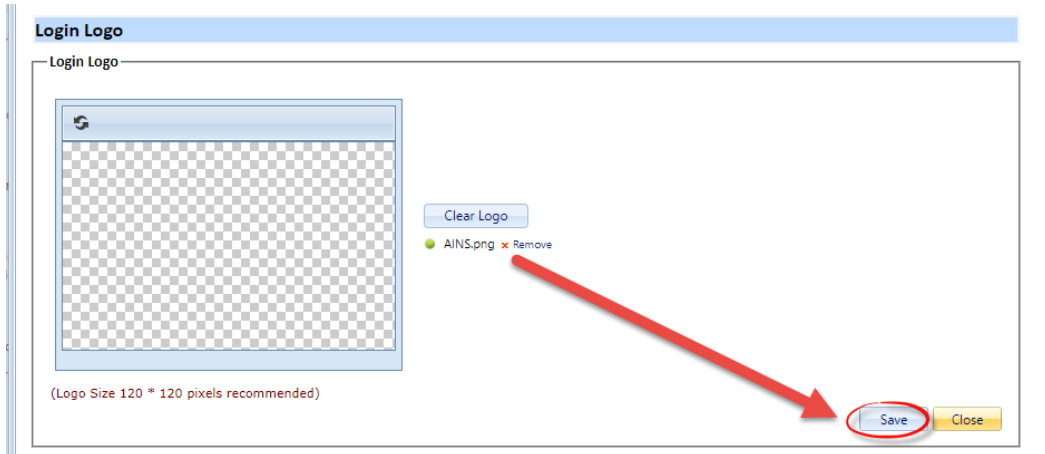 Login Logo
Login Logo
Clear Logo
AINS.png x Remove
(Logo Size 120 * 120 pixels recommended)
Save Close